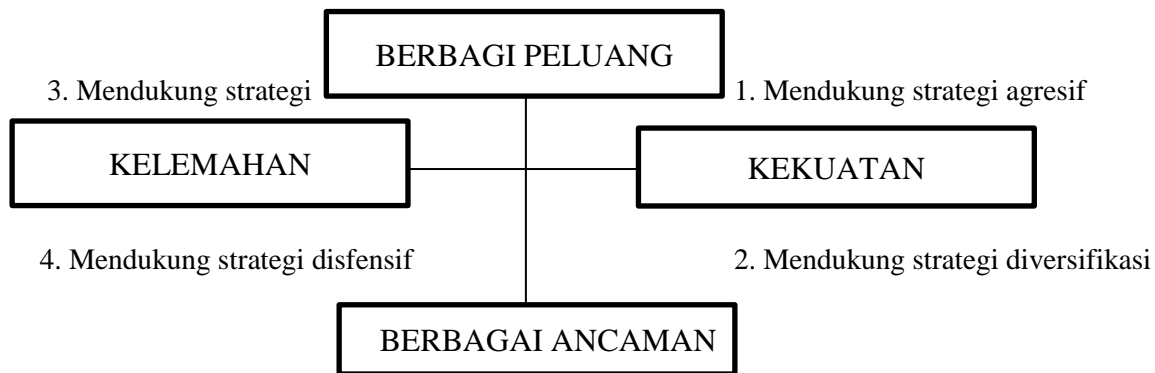 BERBAGI PELUANG
3. Mendukung strategi
1. Mendukung strategi agresif
KELEMAHAN
KEKUATAN
4. Mendukung strategi disfensif
2. Mendukung strategi diversifikasi
BERBAGAI ANCAMAN